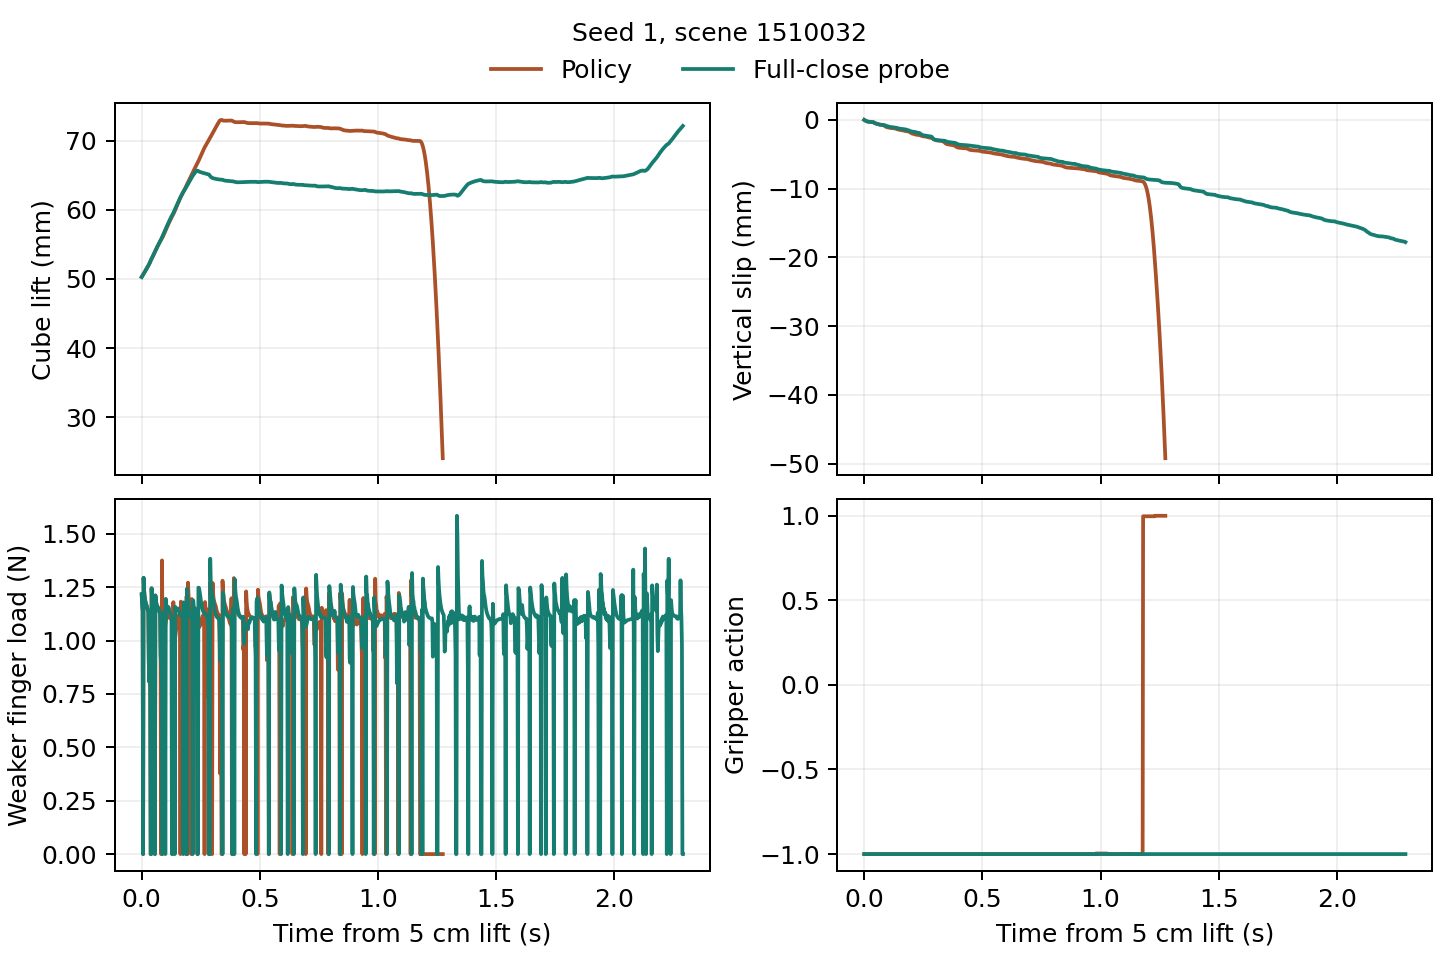 Seed 1, scene 1510032
Policy Full-close probe
Cube lift (mm)
70
60
50
40
30
Vertical slip (mm)
0
−10
−20
−30
−40
−50
Weaker finger load (N)
1.50
1.25
1.00
0.75
0.50
0.25
0.00
0.0 0.5 1.0 1.5 2.0
Time from 5 cm lift (s)
Gripper action
1.0
0.5
0.0
−0.5
−1.0
0.0 0.5 1.0 1.5 2.0
Time from 5 cm lift (s)